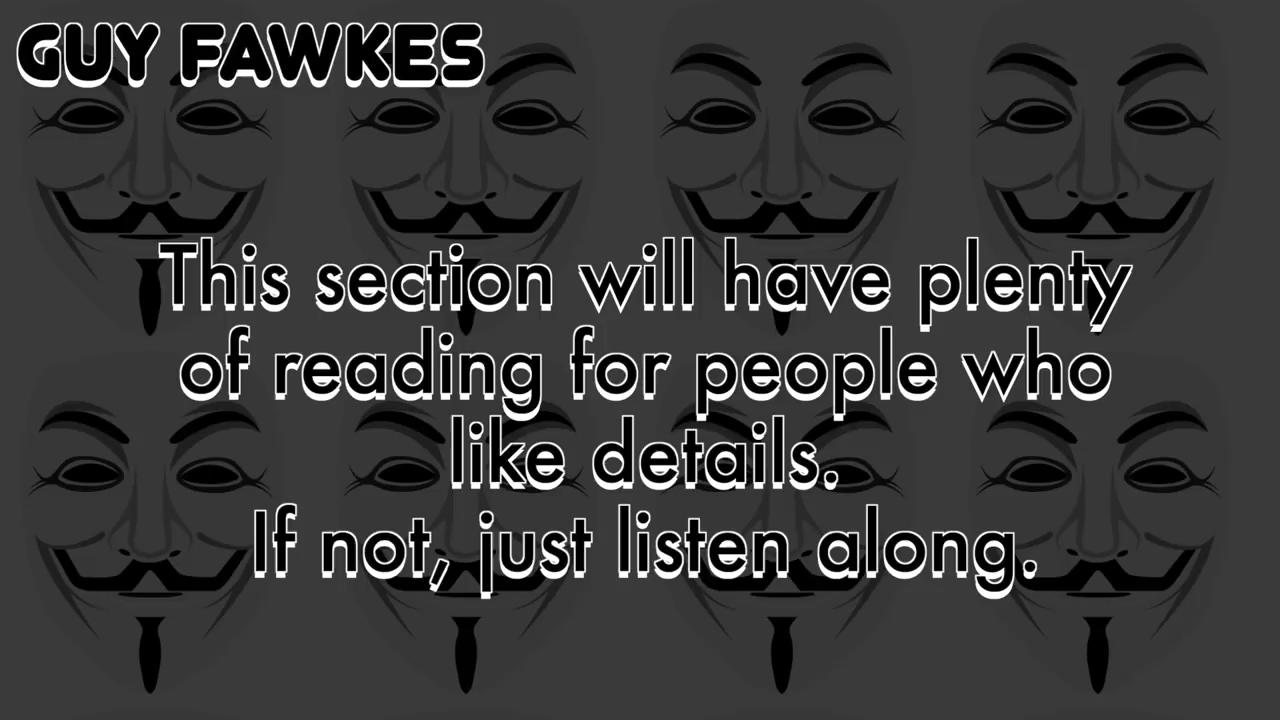 GUY FAWKES
This section will have plenty
of reading for people who
like details.
If not, just listen along.